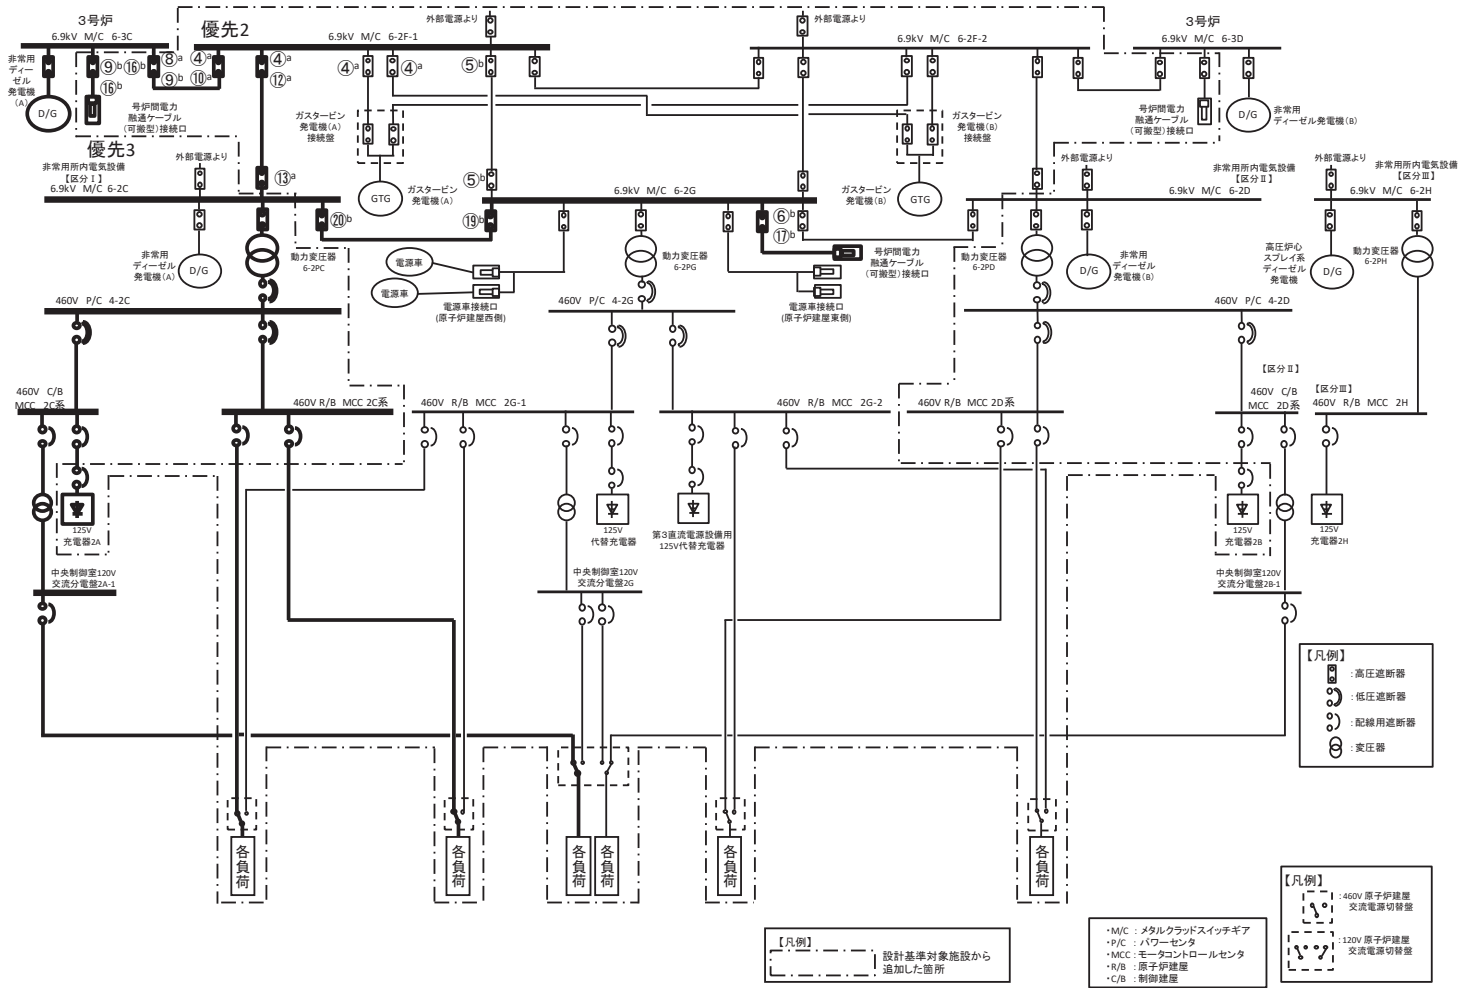 3号炉
6.9kV M/C 6-3C
優先2
6.9kV M/C 6-2F-1
外部電源より
外部電源より
6.9kV M/C 6-2F-2
3号炉
6.9kV M/C 6-3D
非常用
ディー
ゼル
発電機
(A)
D/G
⑨ᵇ⑯ᵇ
⑯ᵇ
⑧ᵃ
⑨ᵇ
④ᵃ
⑩ᵃ
④ᵃ
⑫ᵃ
④ᵃ
④ᵃ
⑤ᵇ
号炉間電力
融通ケーブル
(可搬型)接続口
ガスタービン
発電機(A)
接続盤
ガスタービン
発電機(B)
接続盤
号炉間電力
融通ケーブル
(可搬型)接続口
D/G
非常用
ディーゼル発電機(B)
優先3
非常用所内電気設備
【区分Ⅰ】
6.9kV M/C 6-2C
外部電源より
⑬ᵃ
GTG
ガスタービン
発電機(A)
⑤ᵇ
6.9kV M/C 6-2G
ガスタービン
発電機(B)
GTG
外部電源より
非常用所内電気設備
【区分Ⅱ】
6.9kV M/C 6-2D
外部電源より
非常用所内電気設備
【区分Ⅲ】
6.9kV M/C 6-2H
⑳ᵇ
⑲ᵇ
⑥ᵇ
⑰ᵇ
非常用
ディーゼル
発電機(A)
D/G
動力変圧器
6-2PC
電源車
電源車
電源車接続口
(原子炉建屋西側)
動力変圧器
6-2PG
号炉間電力
融通ケーブル
(可搬型)接続口
電源車接続口
(原子炉建屋東側)
動力変圧器
6-2PD
D/G
非常用
ディーゼル
発電機(B)
高圧炉心
スプレイ系
ディーゼル
発電機
D/G
動力変圧器
6-2PH
460V P/C 4-2C
460V P/C 4-2G
460V P/C 4-2D
460V C/B
MCC 2C系
460V R/B MCC 2C系
460V R/B MCC 2G-1
460V R/B MCC 2G-2
460V R/B MCC 2D系
【区分Ⅱ】
460V C/B
MCC 2D系
【区分Ⅲ】
460V R/B MCC 2H
125V
充電器2A
125V
代替充電器
第3直流電源設備用
125V代替充電器
125V
充電器2B
125V
充電器2H
中央制御室120V
交流分電盤2A-1
中央制御室120V
交流分電盤2G
中央制御室120V
交流分電盤2B-1
【凡例】
:高圧遮断器
:低圧遮断器
:配線用遮断器
:変圧器
各負荷
各負荷
各負荷
各負荷
各負荷
各負荷
【凡例】
:460V 原子炉建屋
交流電源切替盤
:120V 原子炉建屋
交流電源切替盤
【凡例】
設計基準対象施設から
追加した箇所
・M/C :メタルクラッドスイッチギア
・P/C :パワーセンタ
・MCC:モータコントロールセンタ
・R/B :原子炉建屋
・C/B :制御建屋